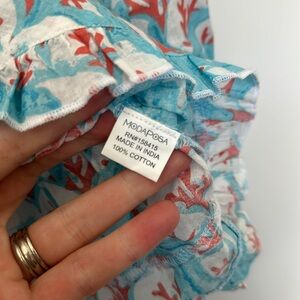 MODAPOSA
RN#158415
MADE IN INDIA
100% COTTON